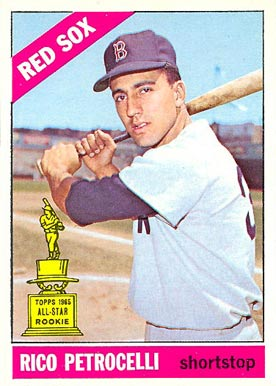 RED SOX
B
TOPPS 1965
ALL-STAR
ROOKIE
RICO PETROCELLI shortstop